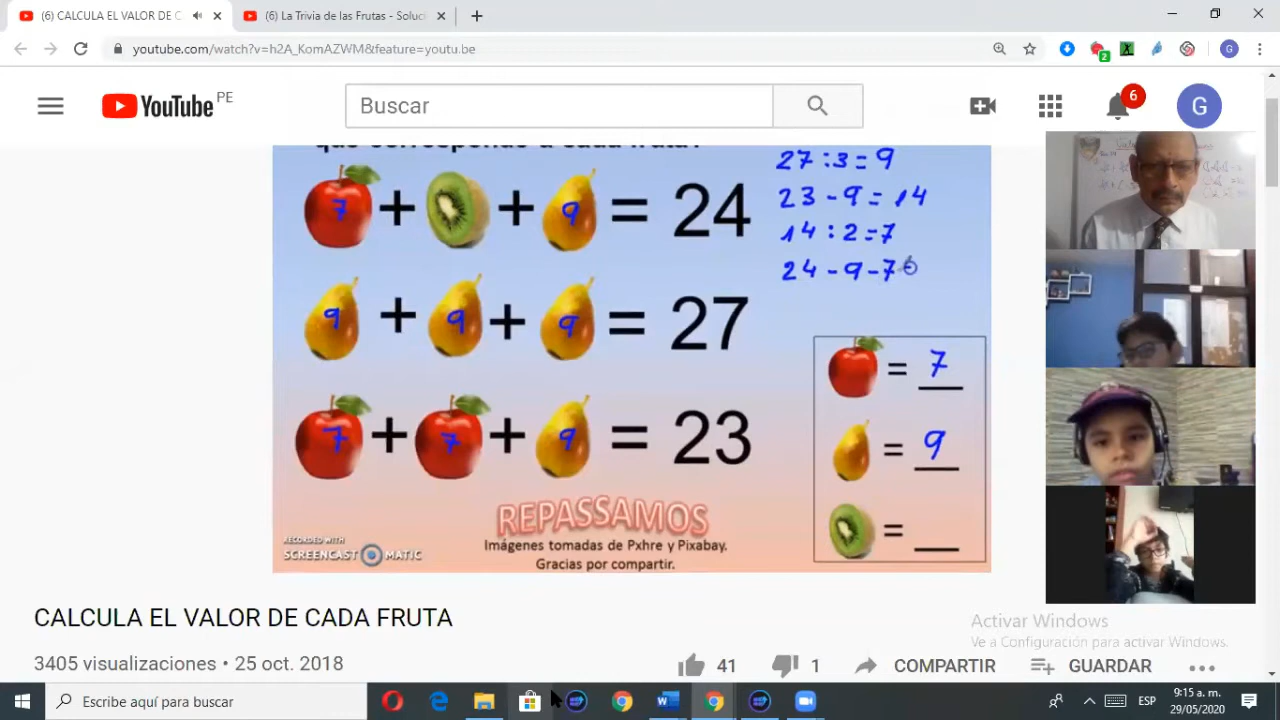 (6) CALCULA EL VALOR DE C
(6) La Trivia de las Frutas - Soluci
youtube.com/watch?v=h2A_KomAZWM&feature=youtu.be
G
2
YouTube PE
Buscar
6
G
27 : 3 = 9
7 + + 9 = 24
23 - 9 = 14
14 : 2 = 7
24 - 9 - 7
9 + 9 + 9 = 27
= 7
7 + 7 + 9 = 23
= 9
= __
REPASSAMOS
Imágenes tomadas de Pxhre y Pixabay.
Gracias por compartir.
RECORDED WITH
SCREENCAST MATIC
CALCULA EL VALOR DE CADA FRUTA
3405 visualizaciones • 25 oct. 2018
41
1
COMPARTIR
GUARDAR
Activar Windows
Ve a Configuración para activar Windows.
Escribe aquí para buscar
ESP
9:15 a. m.
29/05/2020